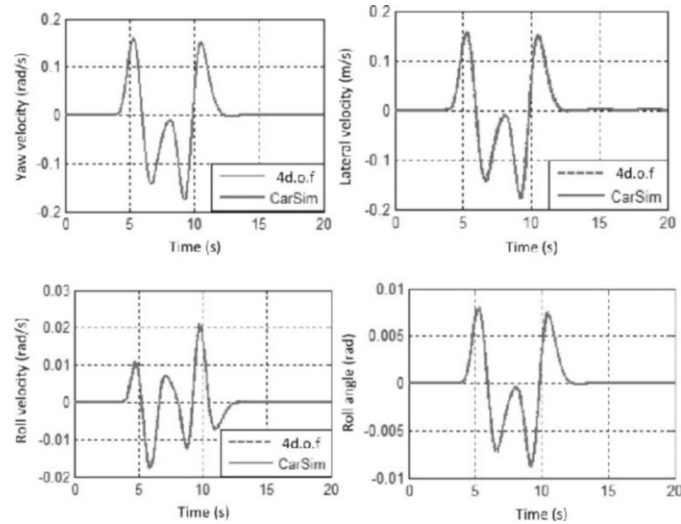 Yaw velocity (rad/s)
0.2
0.1
0
-0.1
-0.2
4d.o.f
CarSim
0 5 10 15 20
Time (s)
Lateral velocity (m/s)
0.2
0.1
0
-0.1
-0.2
4d.o.f
CarSim
0 5 10 15 20
Time (s)
Roll velocity (rad/s)
0.03
0.02
0.01
0
-0.01
0.02
4d.o.f
CarSim
0 5 10 15 20
Time (s)
Roll angle (rad)
0.01
0.005
0
-0.005
-0.01
0 5 10 15 20
Time (s)